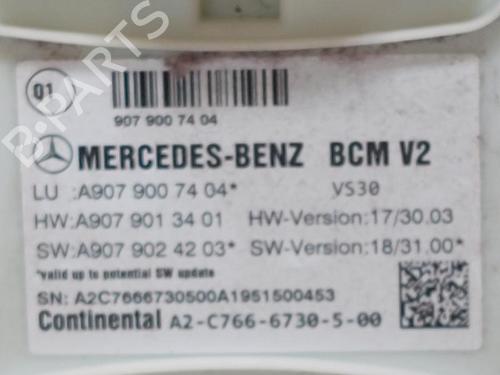 01
907 900 74 04
B-PARTS
MERCEDES-BENZ BCM V2
LU :A907 900 74 04* VS30
HW:A907 901 34 01 HW-Version:17/30.03
SW:A907 902 42 03* SW-Version:18/31.00*
*valid up to potential SW update
SN: A2C7666730500A1951500453
Continental A2-C766-6730-5-00